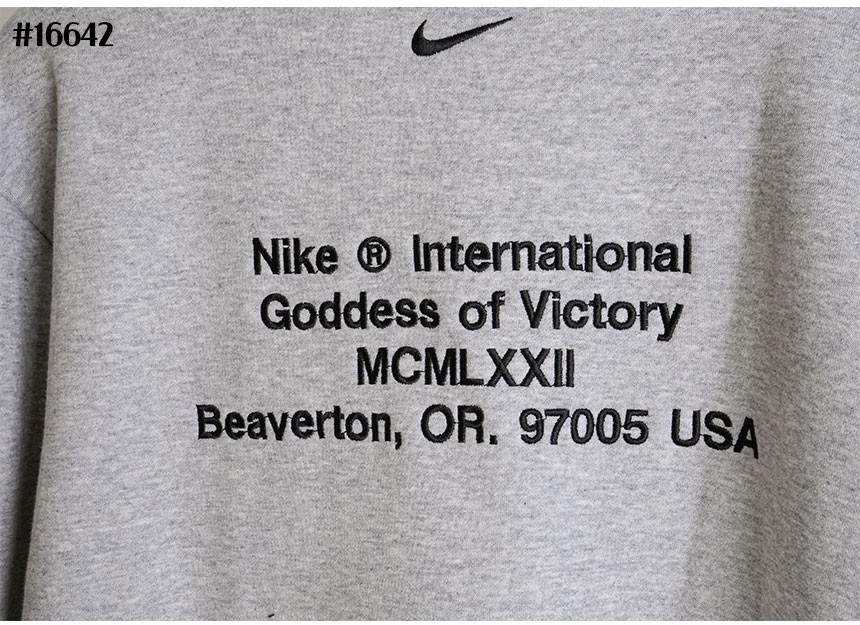 #16642
Nike ® International
Goddess of Victory
MCMLXXII
Beaverton, OR. 97005 USA